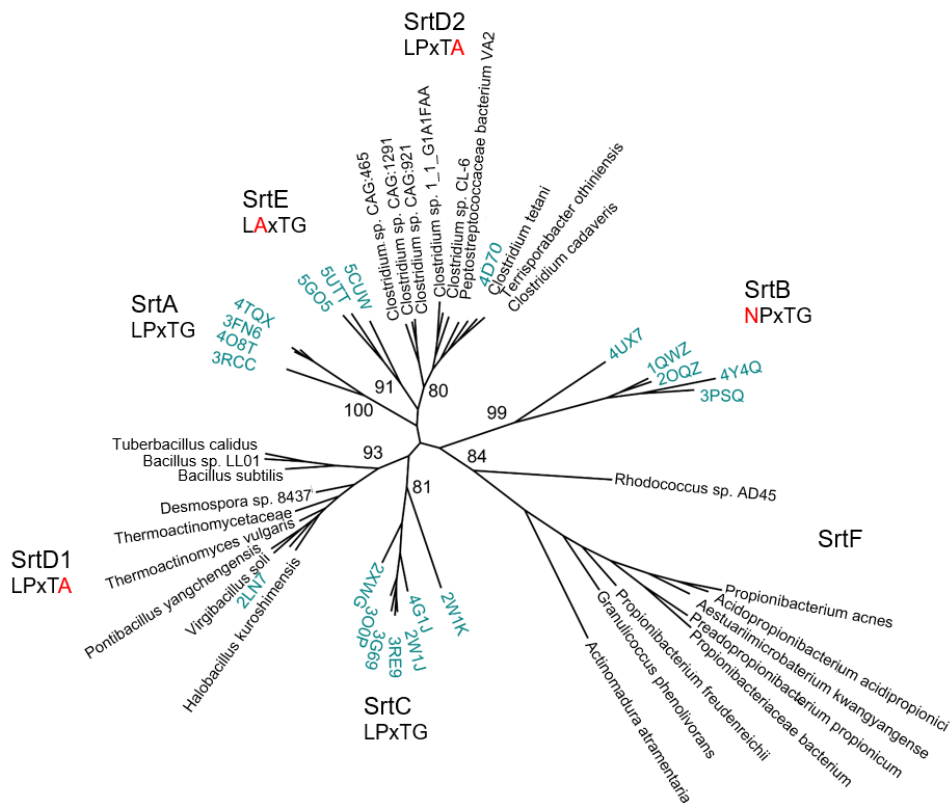 SrtD2
LPxTA
Clostridium sp. CAG:465
Clostridium sp. CAG:1291
Clostridium sp. CAG:921
Clostridium sp. 1_1_G1A1FAA
Clostridium sp. CL-6
Peptostreptococcaceae bacterium VA2
4D70
Clostridium tetani
Terrisporabacter othiniensis
Clostridium cadaveris
80
SrtE
LAxTG
5GO5
5UTT
5CUW
91
SrtA
LPxTG
4TQX
3FN6
4O8T
3RCC
100
SrtB
NPxTG
4UX7
1QWZ
2OQZ
4Y4Q
3PSQ
99
93
Tuberbacillus calidus
Bacillus sp. LL01
Bacillus subtilis
Desmospora sp. 8437
Thermoactinomycetaceae
Thermoactinomyces vulgaris
Pontibacillus yangchengensis
Virgibacillus soli
2LN7
Halobacillus kuroshimensis
SrtD1
LPxTA
81
2XWG
3O0P
3G69
3RE9
2W1J
4G1J
2W1K
SrtC
LPxTG
84
Rhodococcus sp. AD45
SrtF
Propionibacterium acnes
Acidopropionibacterium acidipropionici
Aestuariimicrobaterium kwangyangense
Preadopropionibacterium propionicum
Propionibacteriaceae bacterium
Propionibacterium freudenreichii
Granulicoccus phenolivorans
Actinomadura atramentaria